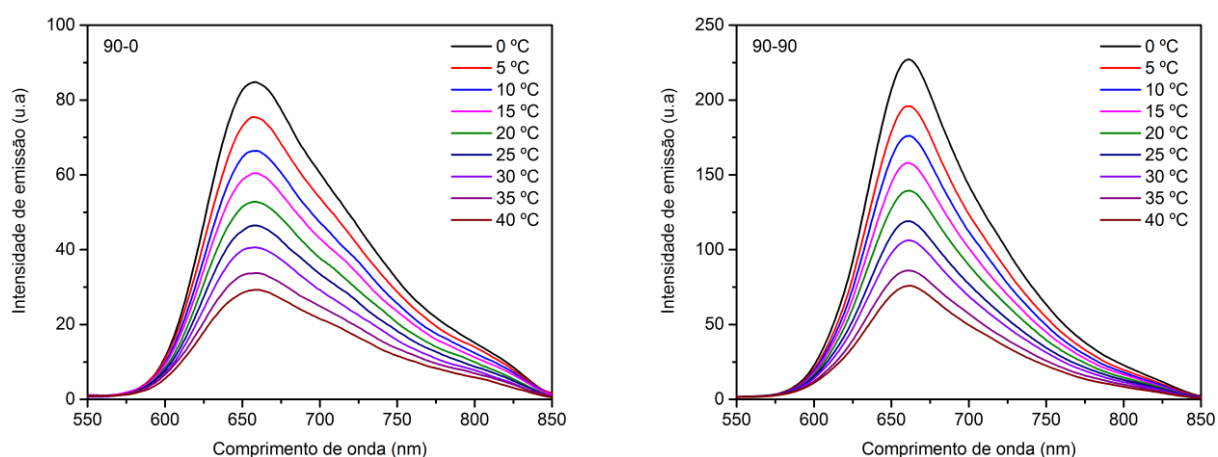 90-0
Intensidade de emissão (u.a)
100
80
60
40
20
0
550
600
650
700
750
800
850
Comprimento de onda (nm)
0 ºC
5 ºC
10 ºC
15 ºC
20 ºC
25 ºC
30 ºC
35 ºC
40 ºC
90-90
Intensidade de emissão (u.a)
250
200
150
100
50
0
550
600
650
700
750
800
850
Comprimento de onda (nm)
0 ºC
5 ºC
10 ºC
15 ºC
20 ºC
25 ºC
30 ºC
35 ºC
40 ºC